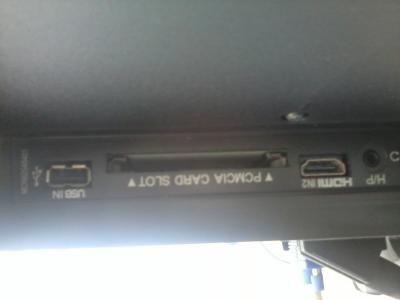 H/P
HDMI IN2
▼ PCMCIA CARD SLOT ▼
USB IN